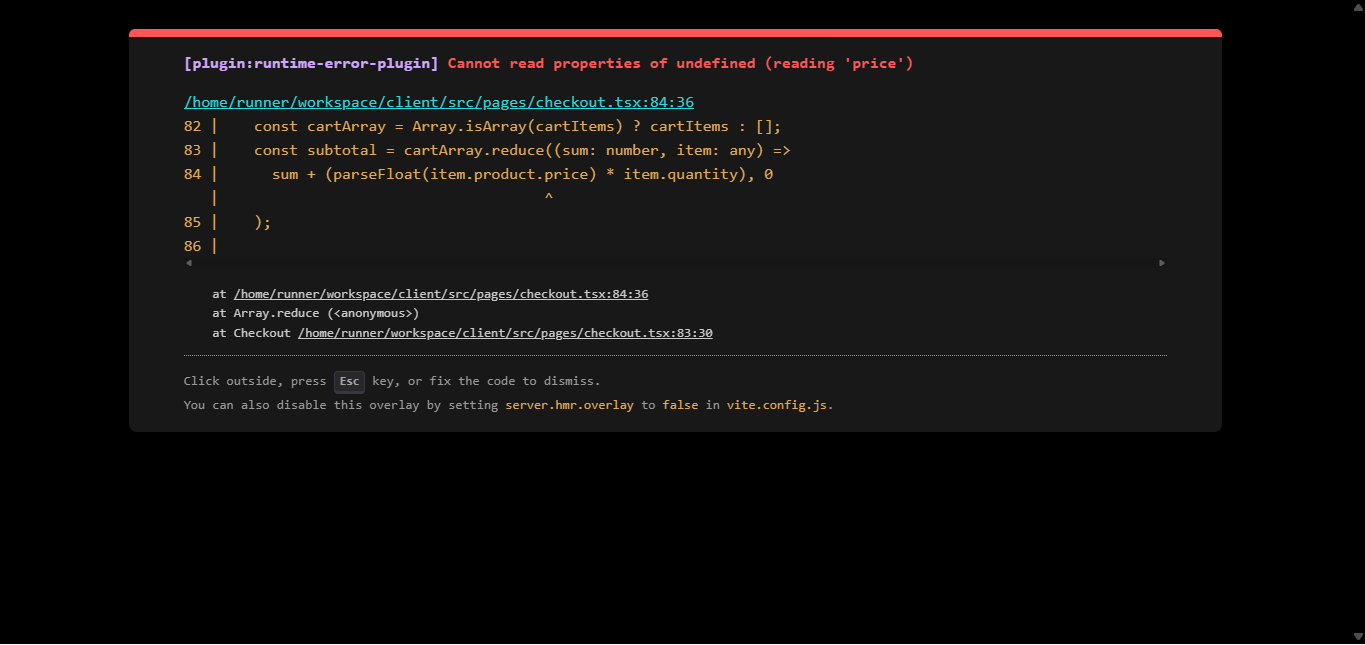 [plugin:runtime-error-plugin] Cannot read properties of undefined (reading 'price')
/home/runner/workspace/client/src/pages/checkout.tsx:84:36
82 |    const cartArray = Array.isArray(cartItems) ? cartItems : [];
83 |    const subtotal = cartArray.reduce((sum: number, item: any) =>
84 |      sum + (parseFloat(item.product.price) * item.quantity), 0
   |                                     ^
85 |    );
86 |
at /home/runner/workspace/client/src/pages/checkout.tsx:84:36
at Array.reduce (<anonymous>)
at Checkout /home/runner/workspace/client/src/pages/checkout.tsx:83:30
Click outside, press Esc key, or fix the code to dismiss.
You can also disable this overlay by setting server.hmr.overlay to false in vite.config.js.